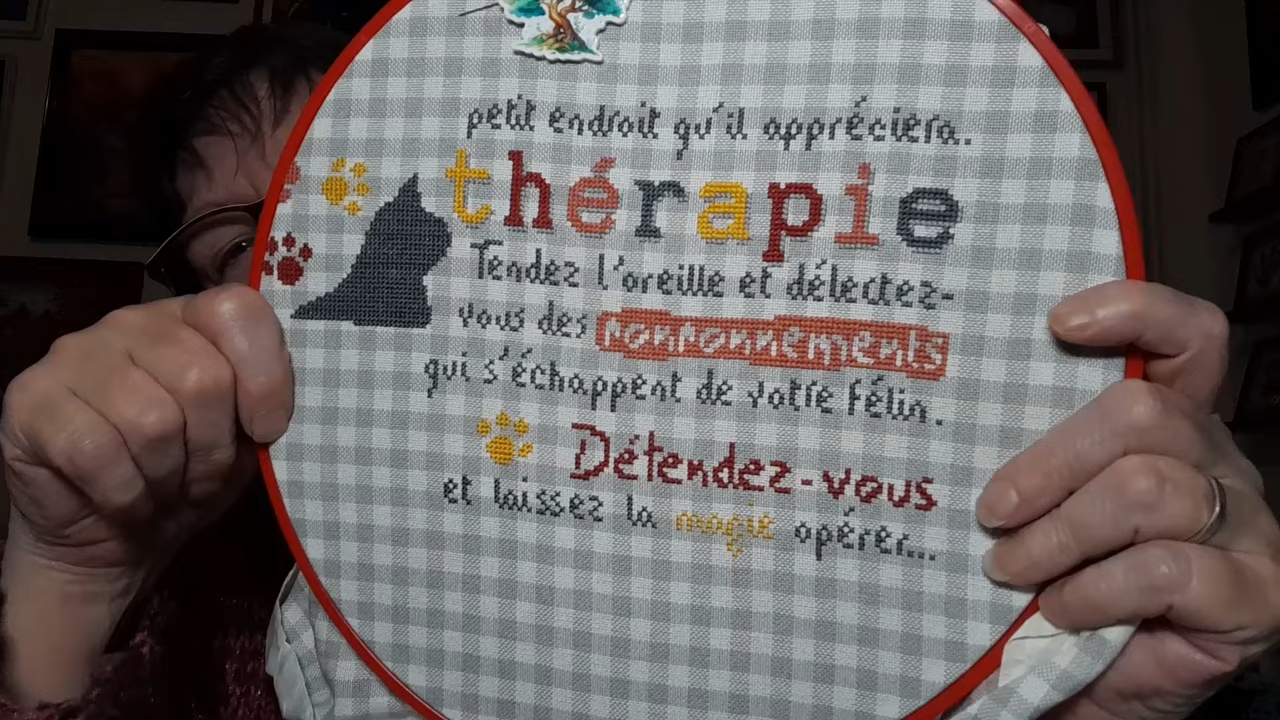 petit endroit qu'il appréciera.
thérapie
Tendez l'oreille et délectez-
vous des ronronnements
qui s'échappent de votre félin.
Détendez-vous
et laissez la magie opérer...